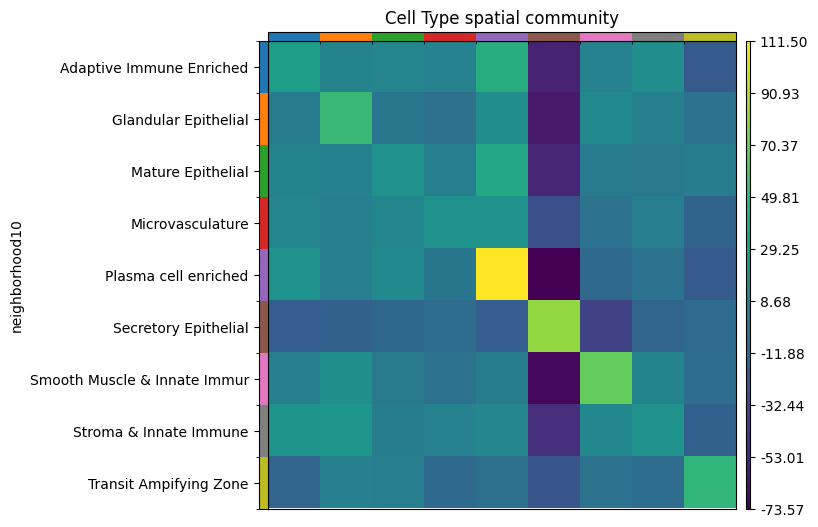 Cell Type spatial community
neighborhood10
Adaptive Immune Enriched
Glandular Epithelial
Mature Epithelial
Microvasculature
Plasma cell enriched
Secretory Epithelial
Smooth Muscle & Innate Immur
Stroma & Innate Immune
Transit Ampifying Zone
111.50
90.93
70.37
49.81
29.25
8.68
-11.88
-32.44
-53.01
-73.57